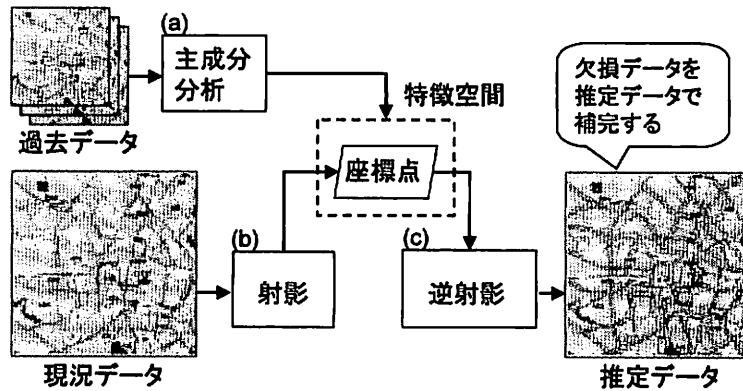 (a)
主成分
分析
過去データ
特徴空間
座標点
欠損データを
推定データで
補完する
(b)
射影
(c)
逆射影
現況データ
推定データ